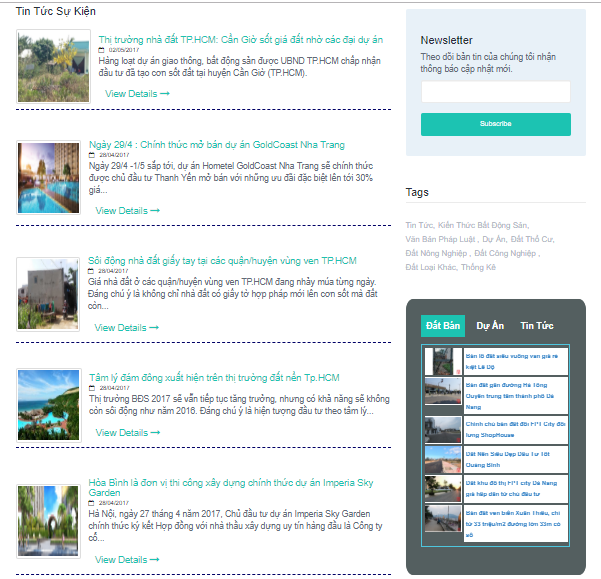 Tin Tức Sự Kiện
Thị trường nhà đất TP.HCM: Cần Giờ sốt giá đất nhờ các đại dự án
02/05/2017
Hàng loạt dự án giao thông, bất động sản được UBND TP.HCM chấp nhận
đầu tư đã tạo cơn sốt đất tại huyện Cần Giờ (TP.HCM).
View Details →
Ngày 29/4 : Chính thức mở bán dự án GoldCoast Nha Trang
28/04/2017
Ngày 29/4 -1/5 sắp tới, dự án Hometel GoldCoast Nha Trang sẽ chính thức
được chủ đầu tư Thanh Yến mở bán với những ưu đãi đặc biệt lên tới 30%
giá...
View Details →
Sôi động nhà đất giấy tay tại các quận/huyện vùng ven TP.HCM
28/04/2017
Giá nhà đất ở các quận/huyện vùng ven TP.HCM đang nhảy múa từng ngày.
Đáng chú ý là không chỉ nhà đất có giấy tờ hợp pháp mới lên cơn sốt mà đất
còn...
View Details →
Tâm lý đám đông xuất hiện trên thị trường đất nền Tp.HCM
28/04/2017
Thị trường BĐS 2017 sẽ vẫn tiếp tục tăng trưởng, nhưng có khả năng sẽ không
còn sôi động như năm 2016. Đáng chú ý là hiện tượng đầu tư theo tâm lý...
View Details →
Hòa Bình là đơn vị thi công xây dựng chính thức dự án Imperia Sky
Garden
28/04/2017
Hà Nội, ngày 27 tháng 4 năm 2017, Chủ đầu tư dự án Imperia Sky Garden
chính thức ký kết Hợp đồng với nhà thầu xây dựng uy tín hàng đầu là Công ty
cổ...
View Details →
Newsletter
Theo dõi bản tin của chúng tôi nhận
thông báo cập nhật mới.
Subscribe
Tags
Tin Tức, Kiến Thức Bất Động Sản,
Văn Bản Pháp Luật , Dự Án, Đất Thổ Cư,
Đất Nông Nghiệp , Đất Công Nghiệp ,
Đất Loại Khác, Thống Kê
Đất Bán Dự Án Tin Tức
Bán lô đất siêu vuông vạn giá rẻ
kiệt Lê Độ
Bán đất gần đường Hà Tông
Quyền trung tâm thành phố Đà
Nẵng
Chính chủ bán đất đôi FPT City đôi
lưng ShopHouse
Đất Nền Siêu Đẹp Đầu Tư Tốt
Quảng Bình
Đất khu đô thị FPT city Đà Nẵng
giá hấp dẫn từ chủ đầu tư
Bán đất ven biển Xuân Thiều, chỉ
từ 33 triệu/m2 đường lớn 33m có
sổ